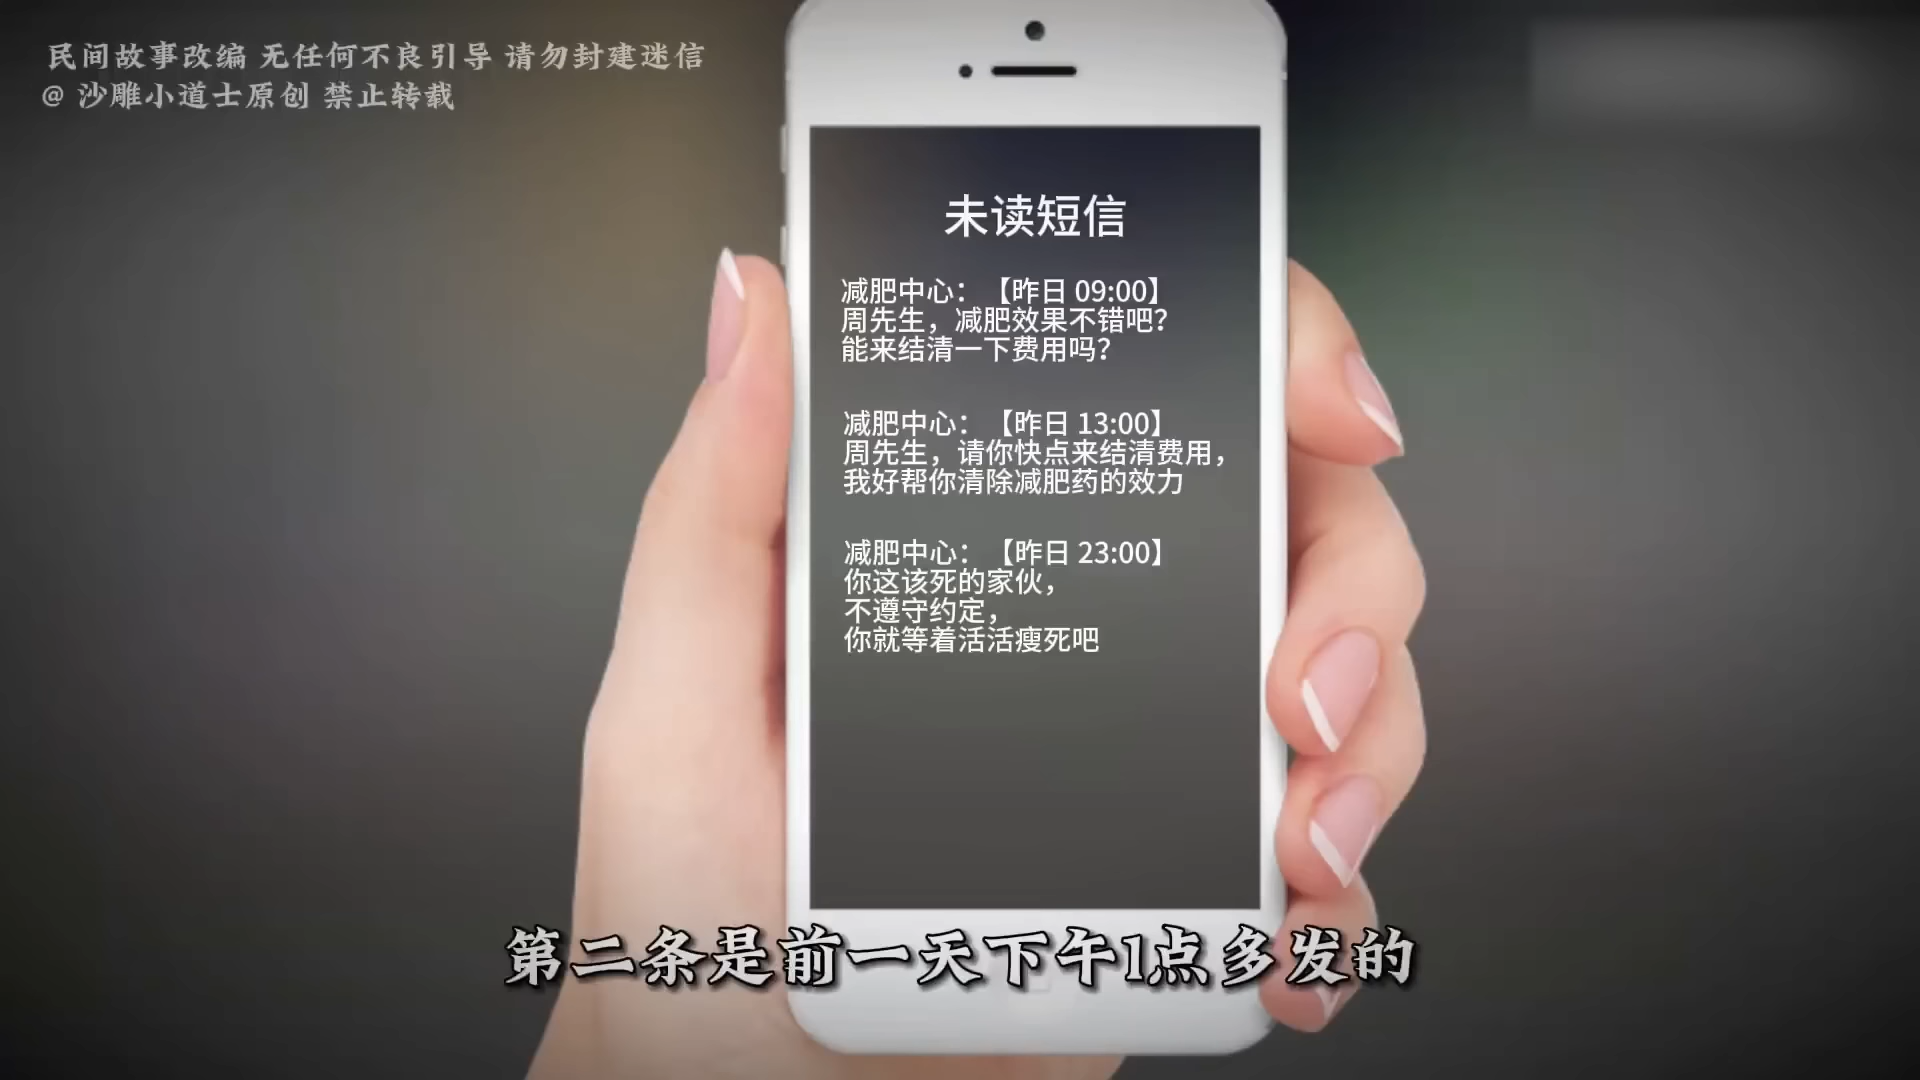 民间故事改编 无任何不良引导 请勿封建迷信
@ 沙雕小道士原创 禁止转载
未读短信
减肥中心：【昨日 09:00】
周先生，减肥效果不错吧？
能来结清一下费用吗？
减肥中心：【昨日 13:00】
周先生，请你快点来结清费用，
我好帮你清除减肥药的效力
减肥中心：【昨日 23:00】
你这该死的家伙，
不遵守约定，
你就等着活活瘦死吧
第二条是前一天下午1点多发的